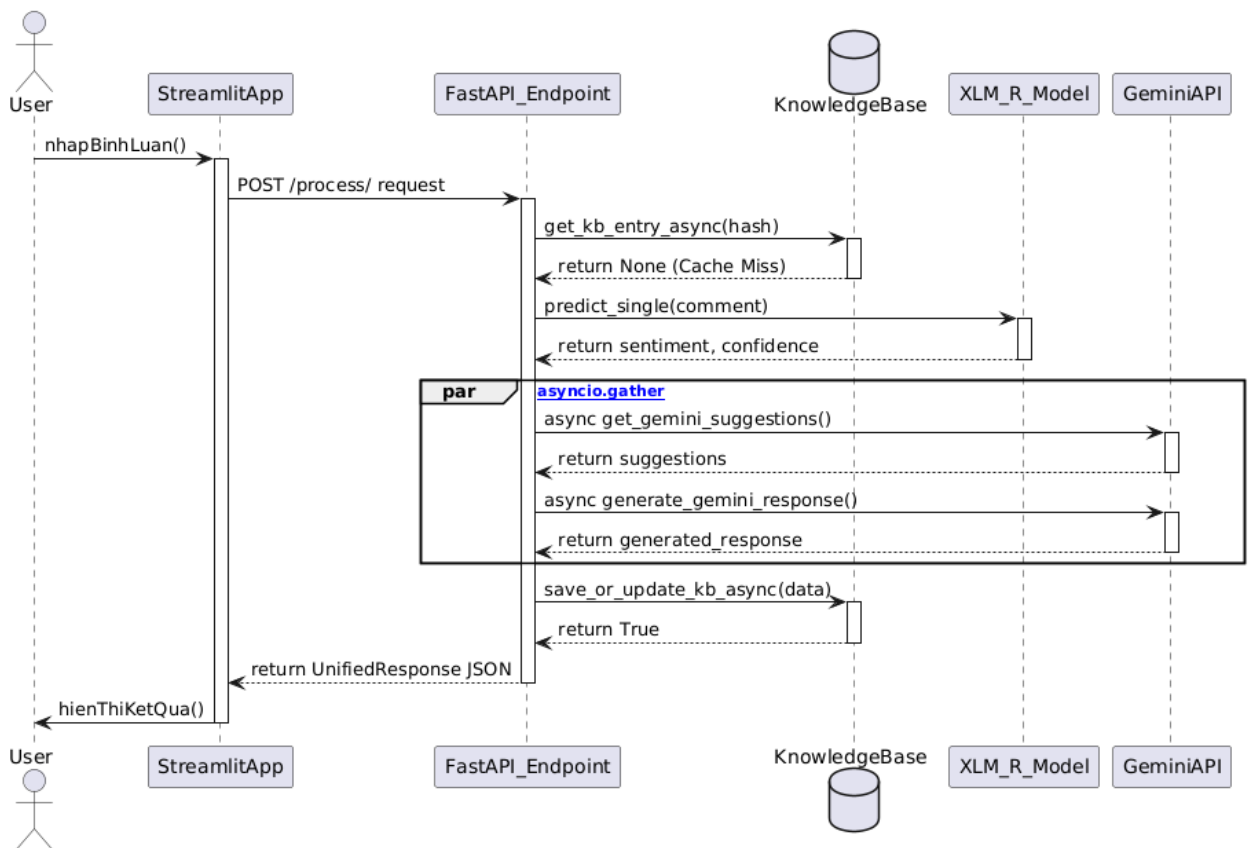 User
StreamlitApp
FastAPI_Endpoint
KnowledgeBase
XLM_R_Model
GeminiAPI
nhapBinhLuan()
POST /process/ request
get_kb_entry_async(hash)
return None (Cache Miss)
predict_single(comment)
return sentiment, confidence
par
asyncio.gather
async get_gemini_suggestions()
return suggestions
async generate_gemini_response()
return generated_response
save_or_update_kb_async(data)
return True
return UnifiedResponse JSON
hienThiKetQua()
User
StreamlitApp
FastAPI_Endpoint
KnowledgeBase
XLM_R_Model
GeminiAPI